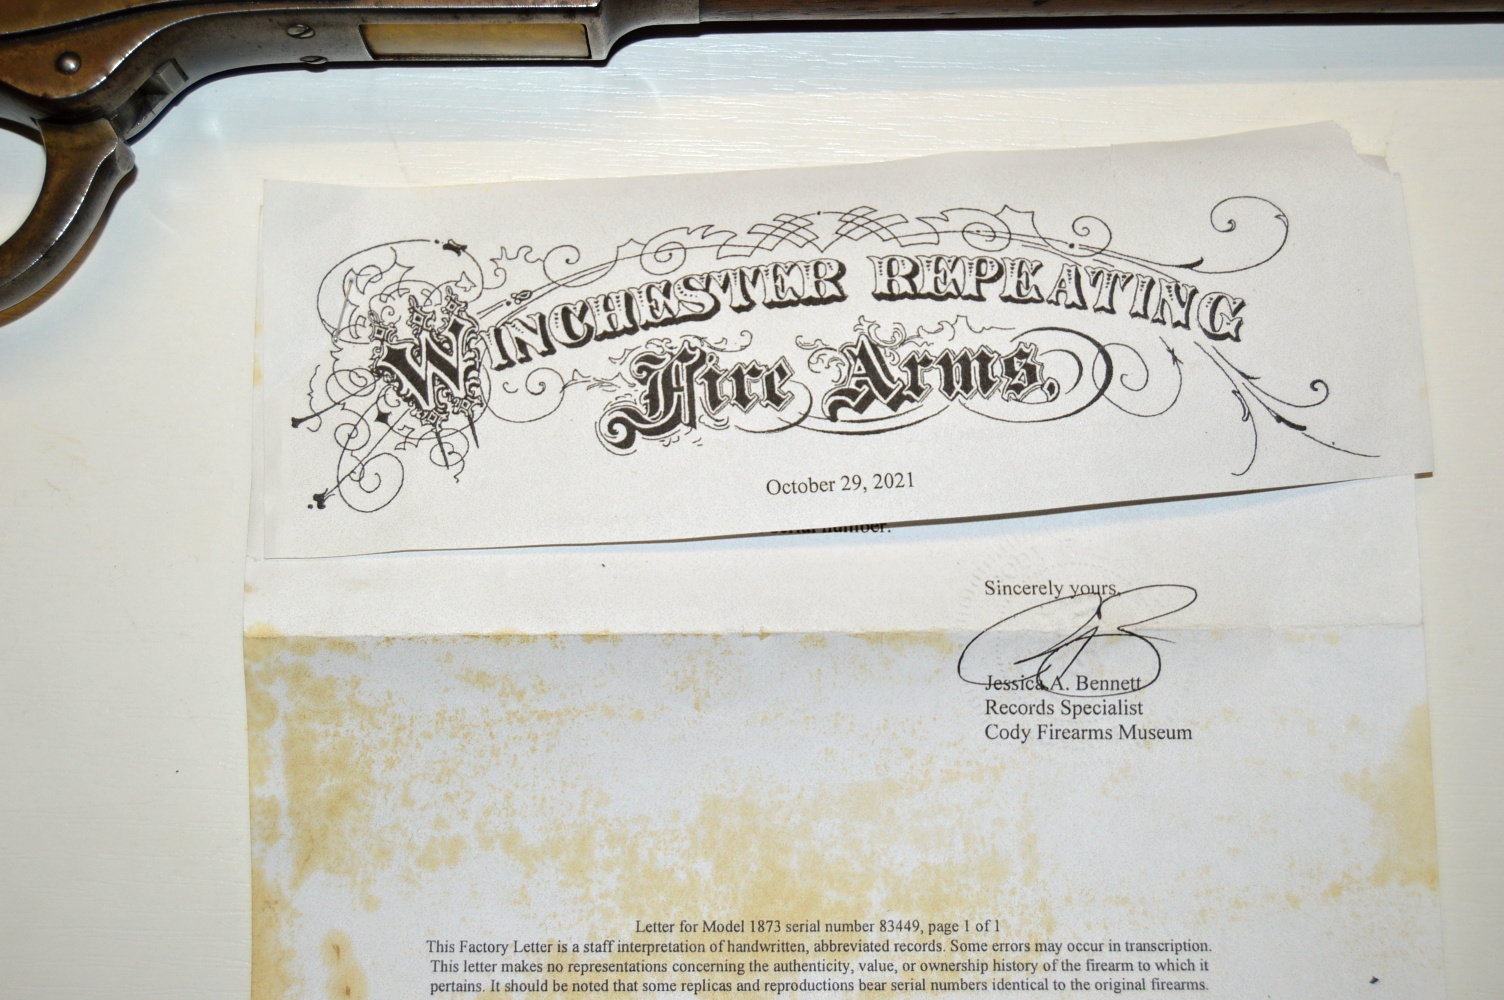 WINCHESTER REPEATING
Fire Arms,
October 29, 2021
serial number.
Sincerely yours,
Jessica A. Bennett
Records Specialist
Cody Firearms Museum
Letter for Model 1873 serial number 83449, page 1 of 1
This Factory Letter is a staff interpretation of handwritten, abbreviated records. Some errors may occur in transcription.
This letter makes no representations concerning the authenticity, value, or ownership history of the firearm to which it
pertains. It should be noted that some replicas and reproductions bear serial numbers identical to the original firearms.